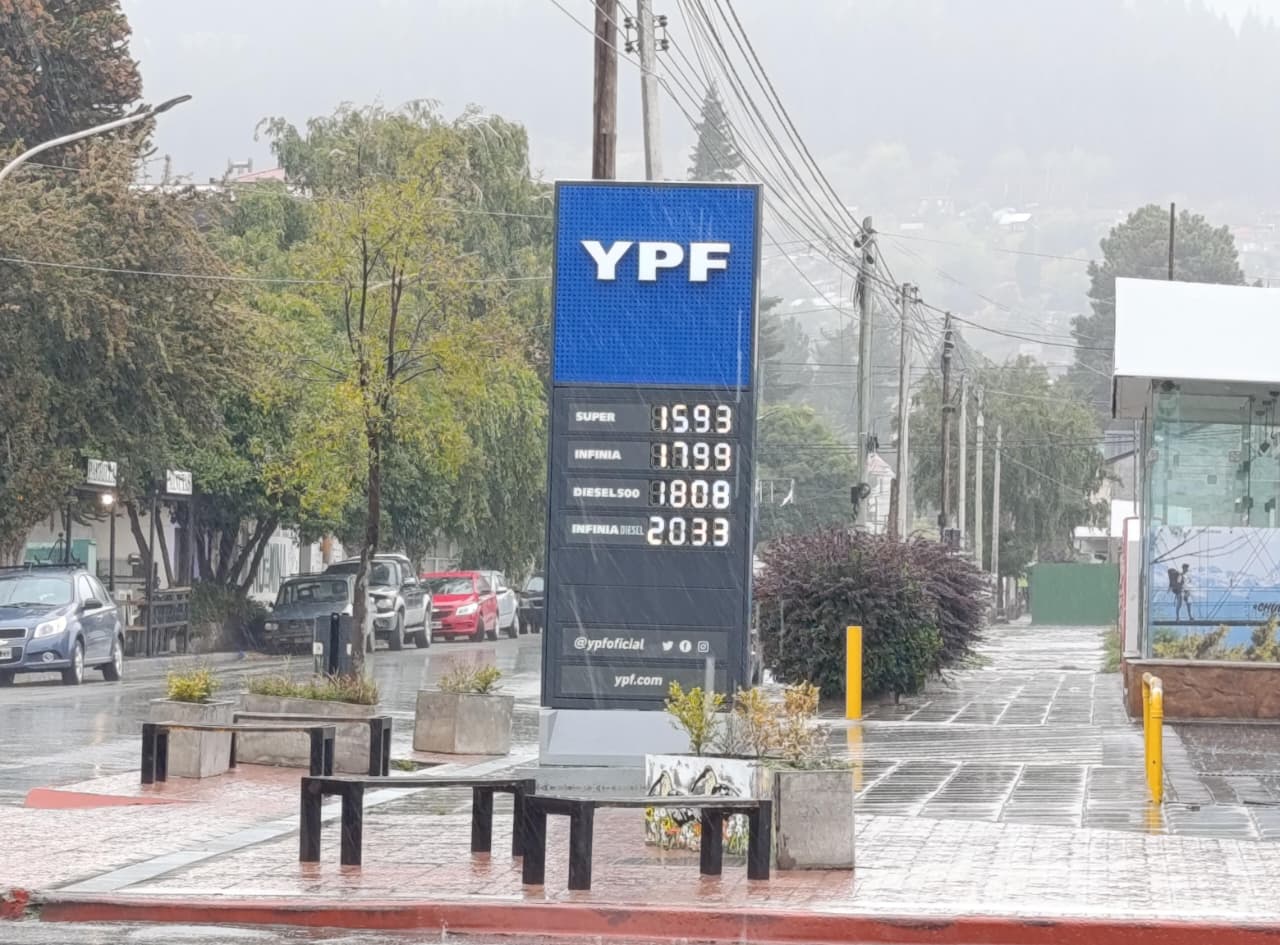 YPF
SUPER 1593
INFINIA 1799
DIESEL500 1808
INFINIA DIESEL 2033
@ypfoficial
ypf.com